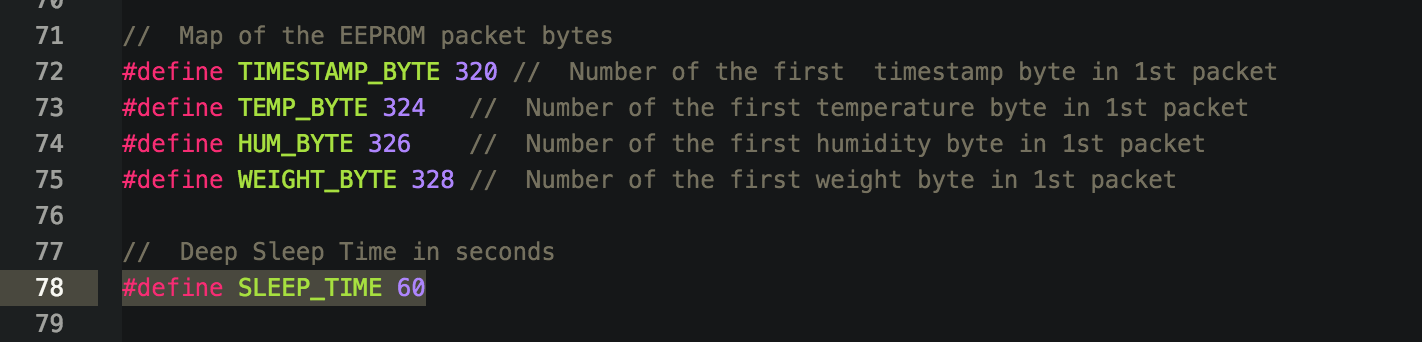 70
71 //  Map of the EEPROM packet bytes
72 #define TIMESTAMP_BYTE 320 //  Number of the first  timestamp byte in 1st packet
73 #define TEMP_BYTE 324   //  Number of the first temperature byte in 1st packet
74 #define HUM_BYTE 326    //  Number of the first humidity byte in 1st packet
75 #define WEIGHT_BYTE 328 //  Number of the first weight byte in 1st packet
76
77 //  Deep Sleep Time in seconds
78 #define SLEEP_TIME 60
79